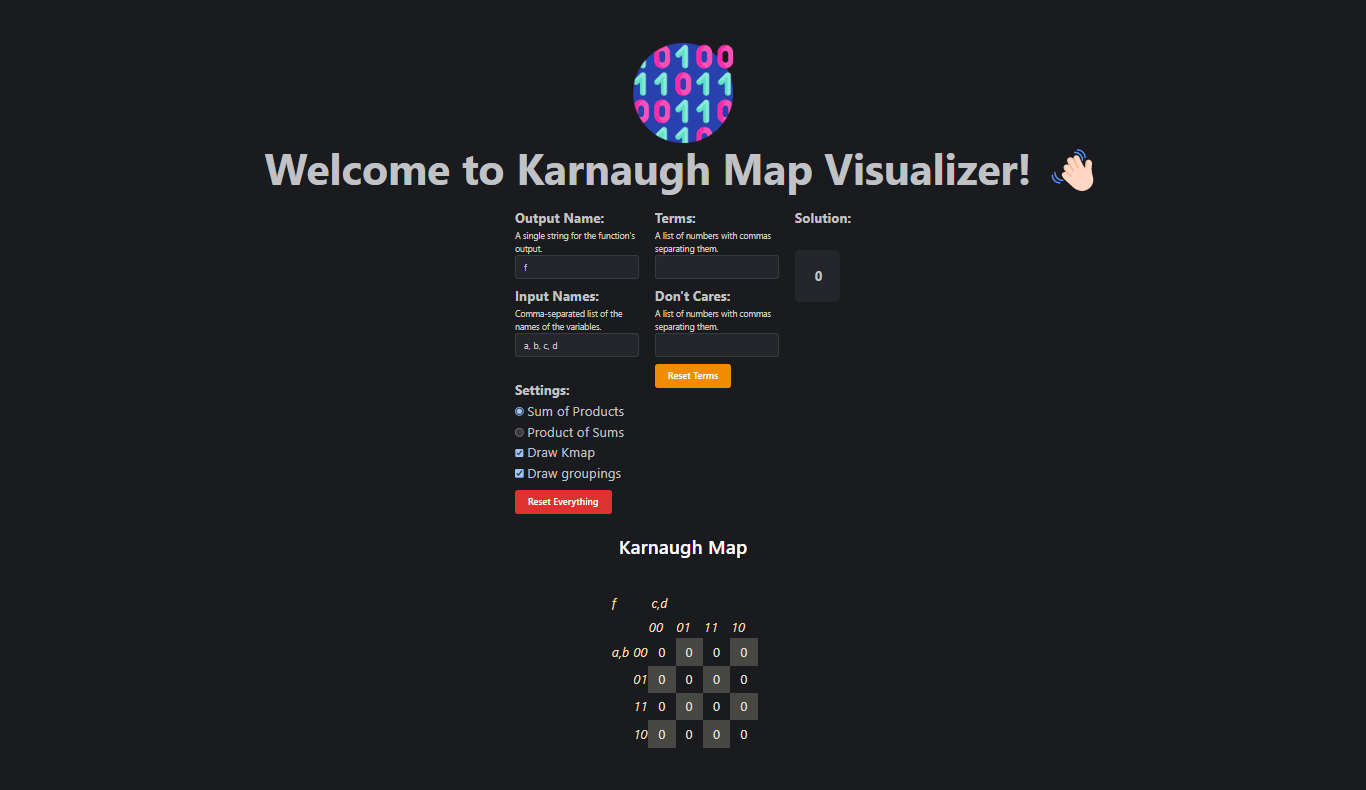 0100
11011
00110
110
Welcome to Karnaugh Map Visualizer!
Output Name:
A single string for the function's
output.
f
Input Names:
Comma-separated list of the
names of the variables.
a, b, c, d
Settings:
Sum of Products
Product of Sums
Draw Kmap
Draw groupings
Reset Everything
Terms:
A list of numbers with commas
separating them.
Don't Cares:
A list of numbers with commas
separating them.
Reset Terms
Solution:
0
Karnaugh Map
f c,d
00 01 11 10
a,b 00 0 0 0 0
01 0 0 0 0
11 0 0 0 0
10 0 0 0 0